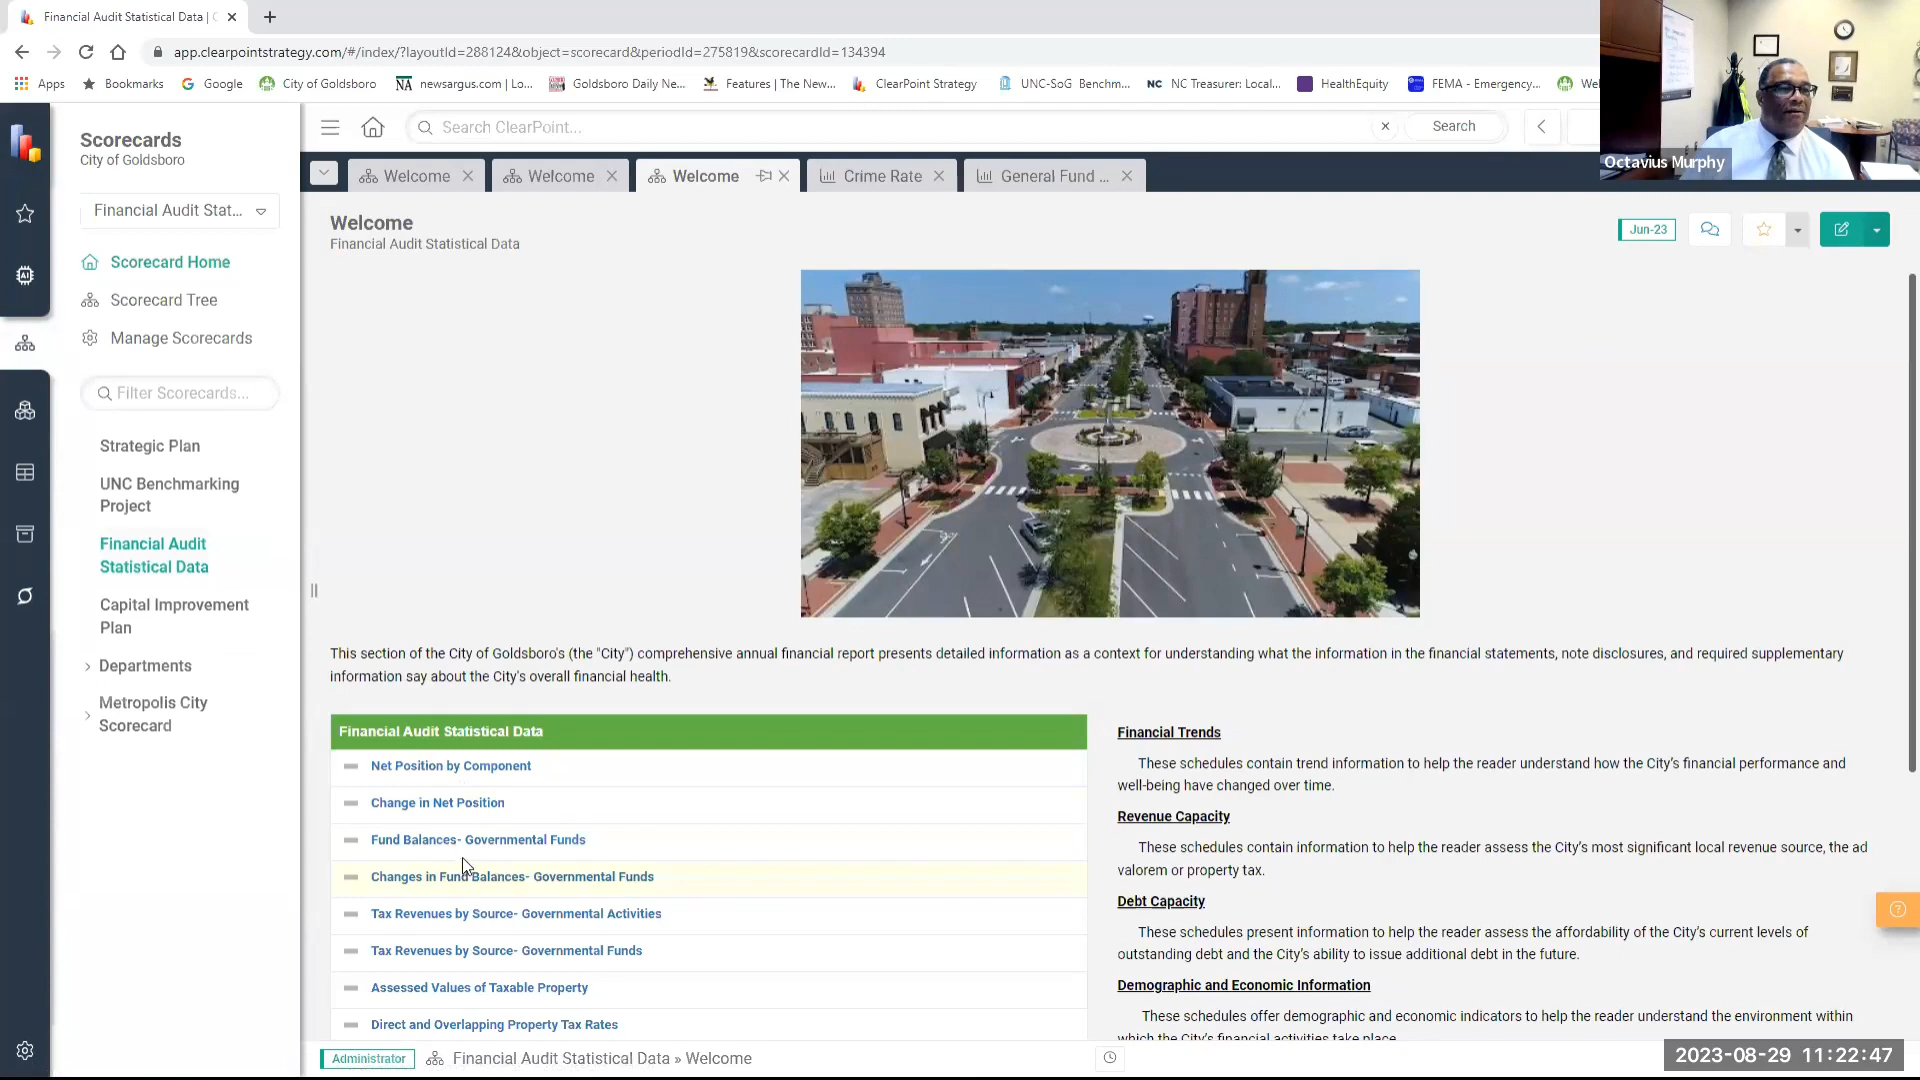 Financial Audit Statistical Data | C
app.clearpointstrategy.com/#/index/?layoutId=288124&object=scorecard&periodId=275819&scorecardId=134394
Apps Bookmarks Google City of Goldsboro newsargus.com | Lo... Goldsboro Daily Ne... Features | The New... ClearPoint Strategy UNC-SoG Benchm... NC NC Treasurer: Local... HealthEquity FEMA - Emergency... Wel
Octavius Murphy
Scorecards
City of Goldsboro
Financial Audit Stat...
Scorecard Home
Scorecard Tree
Manage Scorecards
Filter Scorecards...
Strategic Plan
UNC Benchmarking
Project
Financial Audit
Statistical Data
Capital Improvement
Plan
Departments
Metropolis City
Scorecard
AI
Search ClearPoint... Search
Welcome Welcome Welcome Crime Rate General Fund ...
Welcome
Financial Audit Statistical Data
Jun-23
This section of the City of Goldsboro's (the "City") comprehensive annual financial report presents detailed information as a context for understanding what the information in the financial statements, note disclosures, and required supplementary
information say about the City's overall financial health.
Financial Audit Statistical Data
Net Position by Component
Change in Net Position
Fund Balances- Governmental Funds
Changes in Fund Balances- Governmental Funds
Tax Revenues by Source- Governmental Activities
Tax Revenues by Source- Governmental Funds
Assessed Values of Taxable Property
Direct and Overlapping Property Tax Rates
Financial Trends
These schedules contain trend information to help the reader understand how the City's financial performance and
well-being have changed over time.
Revenue Capacity
These schedules contain information to help the reader assess the City's most significant local revenue source, the ad
valorem or property tax.
Debt Capacity
These schedules present information to help the reader assess the affordability of the City's current levels of
outstanding debt and the City's ability to issue additional debt in the future.
Demographic and Economic Information
These schedules offer demographic and economic indicators to help the reader understand the environment within
which the City's financial activities take place.
Administrator Financial Audit Statistical Data » Welcome
2023-08-29 11:22:47